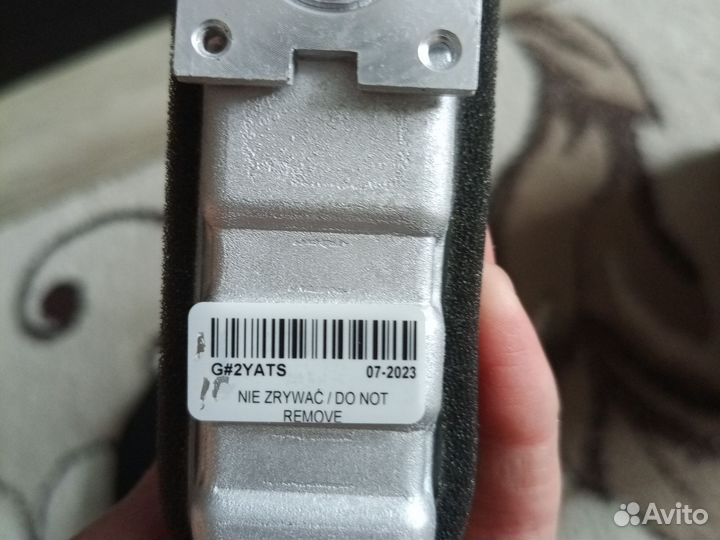 G#2YATS 07-2023
NIE ZRYWAĆ / DO NOT
REMOVE
Avito